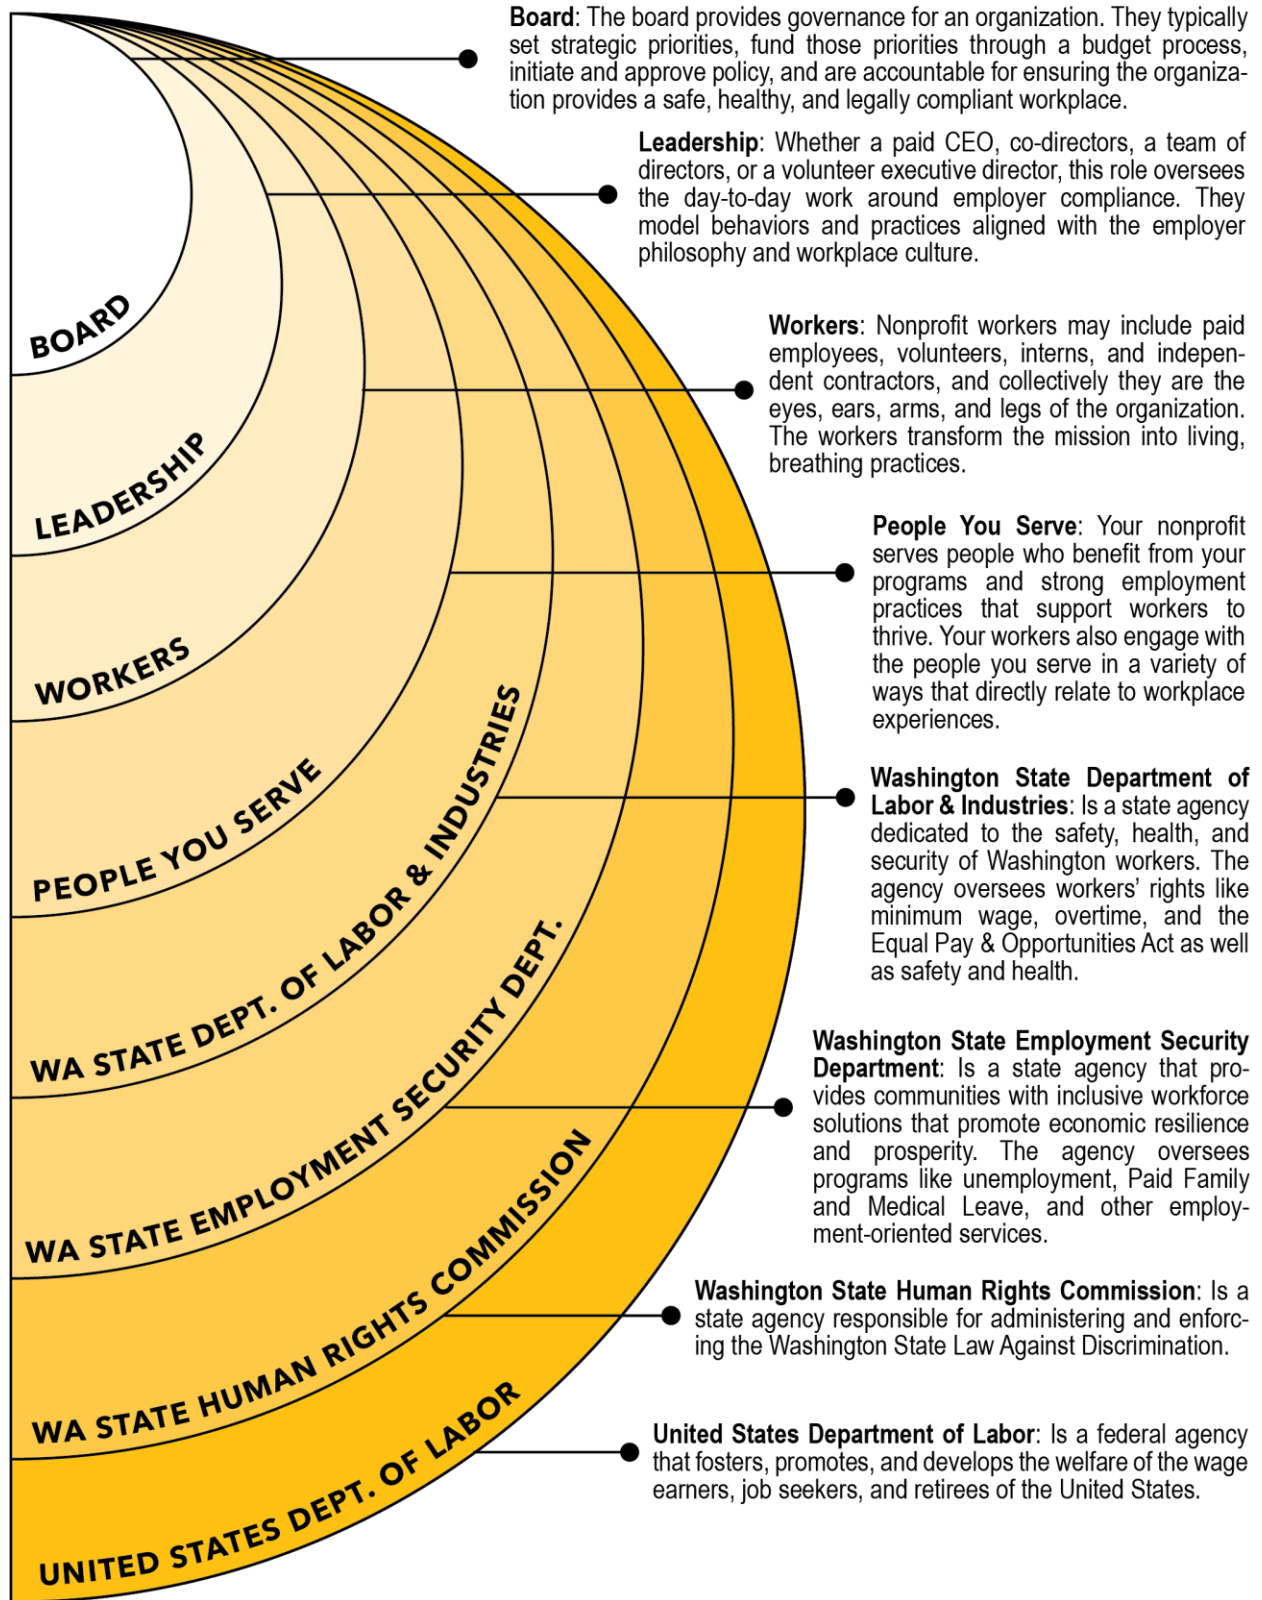 Board: The board provides governance for an organization. They typically
set strategic priorities, fund those priorities through a budget process,
initiate and approve policy, and are accountable for ensuring the organiza-
tion provides a safe, healthy, and legally compliant workplace.
Leadership: Whether a paid CEO, co-directors, a team of
directors, or a volunteer executive director, this role oversees
the day-to-day work around employer compliance. They
model behaviors and practices aligned with the employer
philosophy and workplace culture.
Workers: Nonprofit workers may include paid
employees, volunteers, interns, and indepen-
dent contractors, and collectively they are the
eyes, ears, arms, and legs of the organization.
The workers transform the mission into living,
breathing practices.
People You Serve: Your nonprofit
serves people who benefit from your
programs and strong employment
practices that support workers to
thrive. Your workers also engage with
the people you serve in a variety of
ways that directly relate to workplace
experiences.
Washington State Department of
Labor & Industries: Is a state agency
dedicated to the safety, health, and
security of Washington workers. The
agency oversees workers' rights like
minimum wage, overtime, and the
Equal Pay & Opportunities Act as well
as safety and health.
Washington State Employment Security
Department: Is a state agency that pro-
vides communities with inclusive workforce
solutions that promote economic resilience
and prosperity. The agency oversees
programs like unemployment, Paid Family
and Medical Leave, and other employ-
ment-oriented services.
Washington State Human Rights Commission: Is a
state agency responsible for administering and enforc-
ing the Washington State Law Against Discrimination.
United States Department of Labor: Is a federal agency
that fosters, promotes, and develops the welfare of the wage
earners, job seekers, and retirees of the United States.
BOARD
LEADERSHIP
WORKERS
PEOPLE YOU SERVE
WA STATE DEPT. OF LABOR & INDUSTRIES
WA STATE EMPLOYMENT SECURITY DEPT.
WA STATE HUMAN RIGHTS COMMISSION
UNITED STATES DEPT. OF LABOR